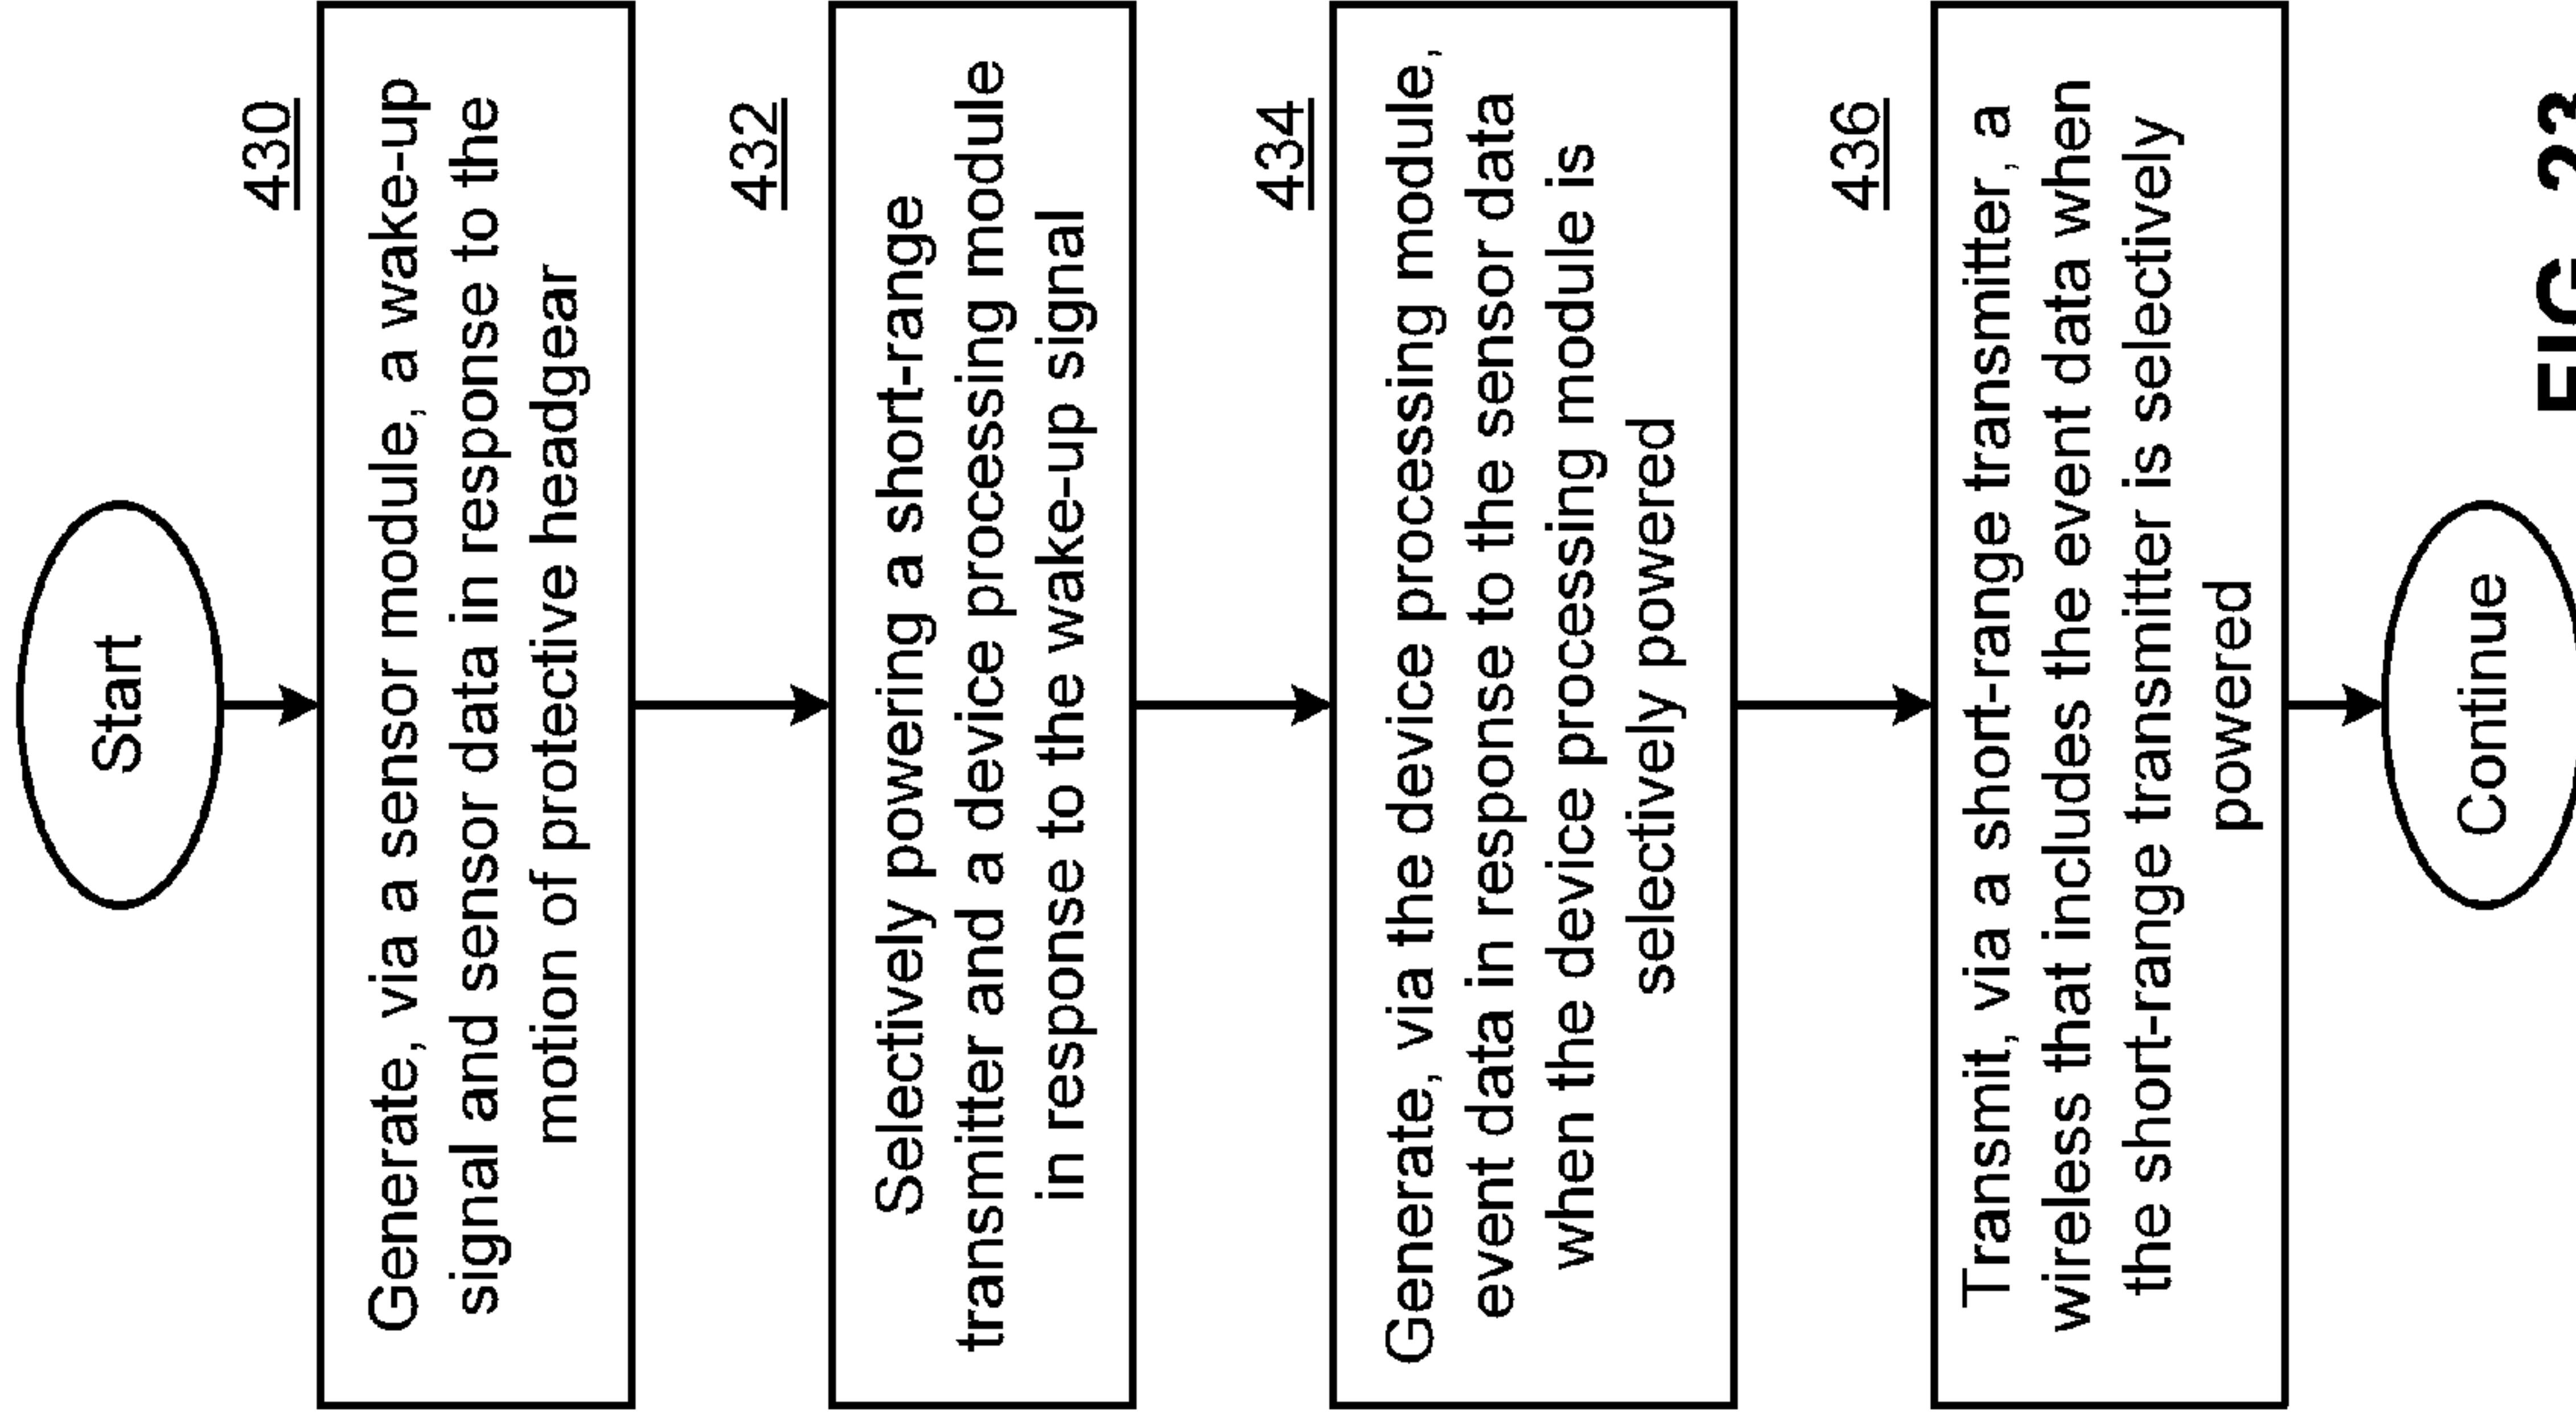 Start
430
Generate, via a sensor module, a wake-up
signal and sensor data in response to the
motion of protective headgear
432
Selectively powering a short-range
transmitter and a device processing module
in response to the wake-up signal
434
Generate, via the device processing module,
event data in response to the sensor data
when the device processing module is
selectively powered
436
Transmit, via a short-range transmitter, a
wireless that includes the event data when
the short-range transmitter is selectively
powered
Continue
FIG. 23